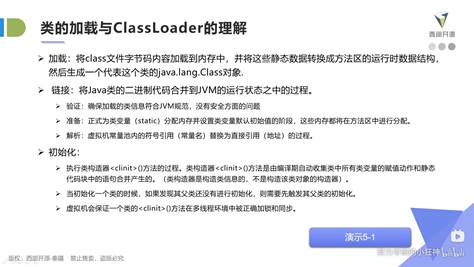 类的加载与ClassLoader的理解
西部开源
加载：将class文件字节码内容加载到内存中，并将这些静态数据转换成方法区的运行时数据结构，
然后生成一个代表这个类的java.lang.Class对象.
链接：将Java类的二进制代码合并到JVM的运行状态之中的过程。
验证：确保加载的类信息符合JVM规范，没有安全方面的问题
准备：正式为类变量（static）分配内存并设置类变量默认初始值的阶段，这些内存都将在方法区中进行分配。
解析：虚拟机常量池内的符号引用（常量名）替换为直接引用（地址）的过程。
初始化：
执行类构造器<clinit>()方法的过程。类构造器<clinit>()方法是由编译期自动收集类中所有类变量的赋值动作和静态
代码块中的语句合并产生的。（类构造器是构造类信息的，不是构造该类对象的构造器）。
当初始化一个类的时候，如果发现其父类还没有进行初始化，则需要先触发其父类的初始化。
虚拟机会保证一个类的<clinit>()方法在多线程环境中被正确加锁和同步。
演示5-1
版权：西部开源-秦疆 禁止售卖，盗版必究